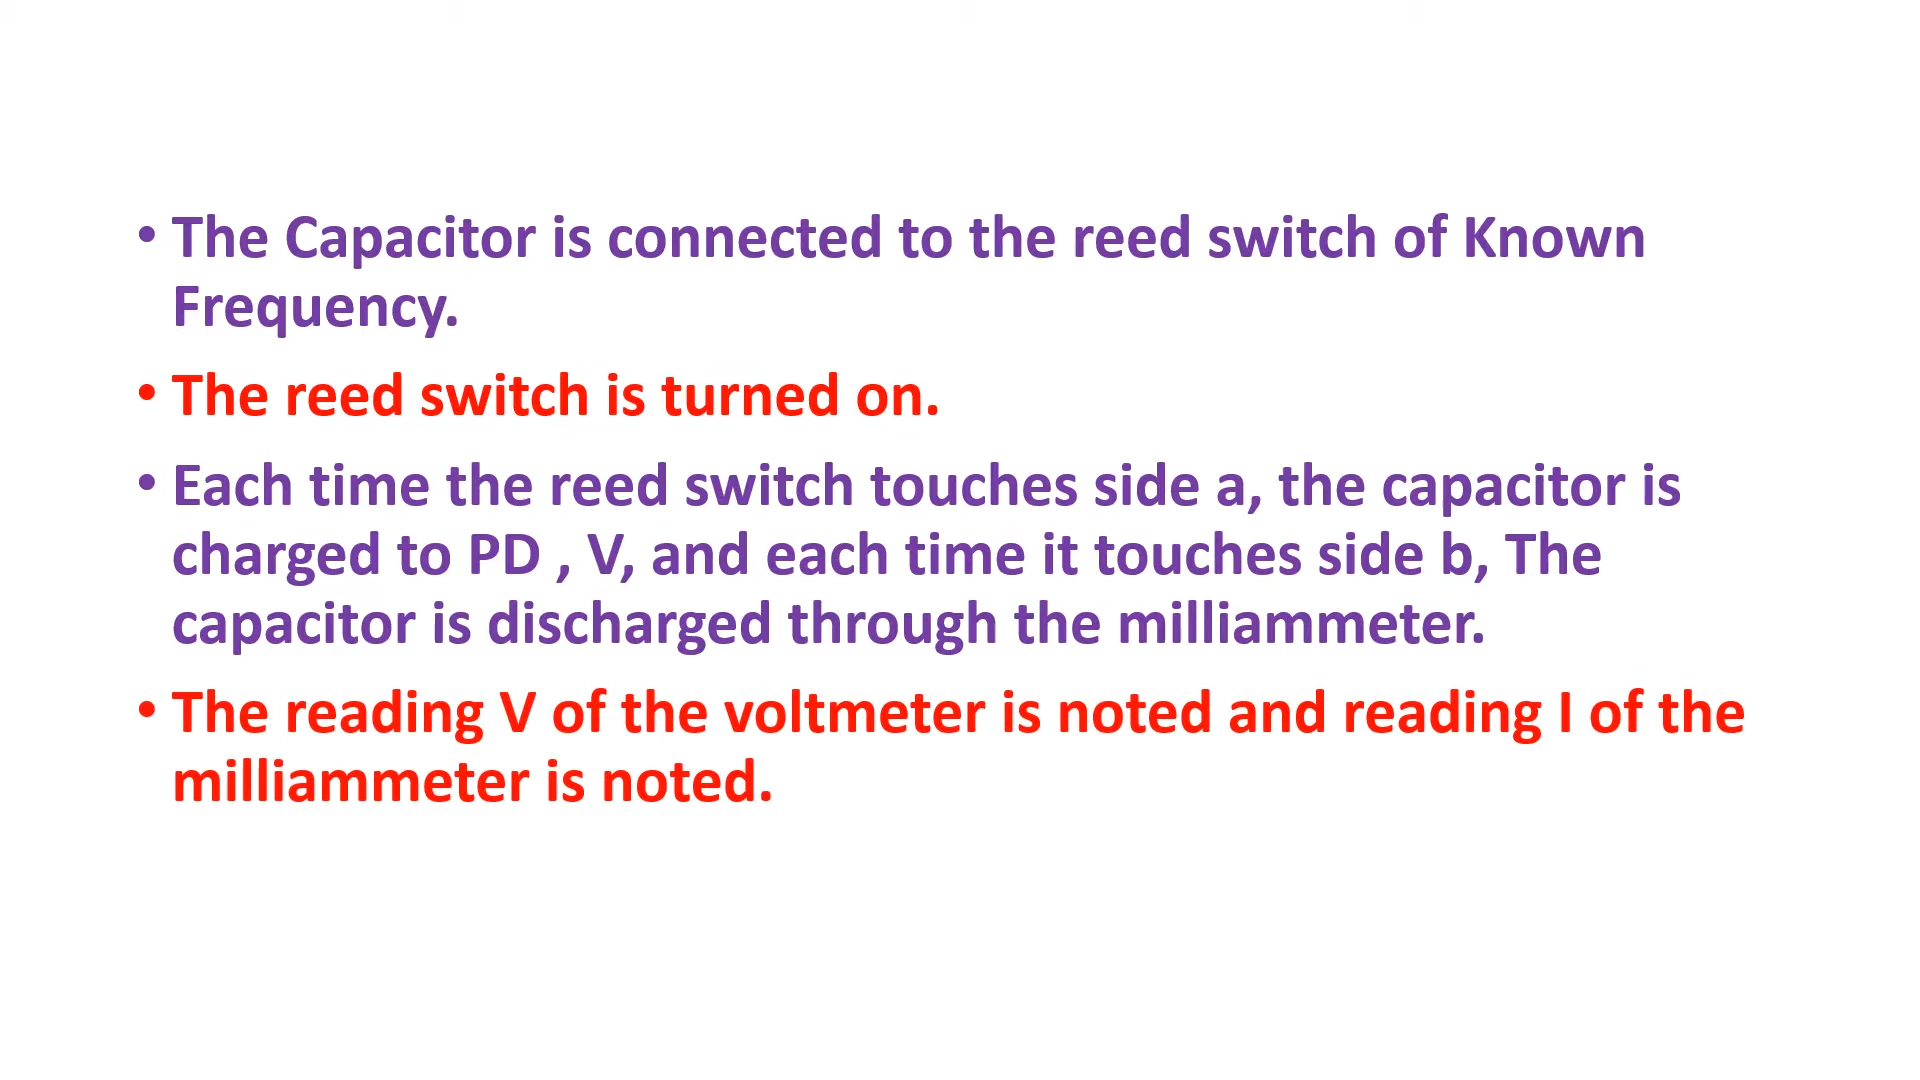 • The Capacitor is connected to the reed switch of Known
Frequency.
• The reed switch is turned on.
• Each time the reed switch touches side a, the capacitor is
charged to PD , V, and each time it touches side b, The
capacitor is discharged through the milliammeter.
• The reading V of the voltmeter is noted and reading I of the
milliammeter is noted.